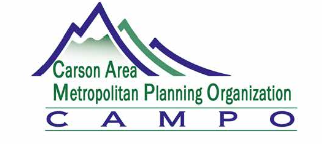 Carson Area
Metropolitan Planning Organization
CAMPO